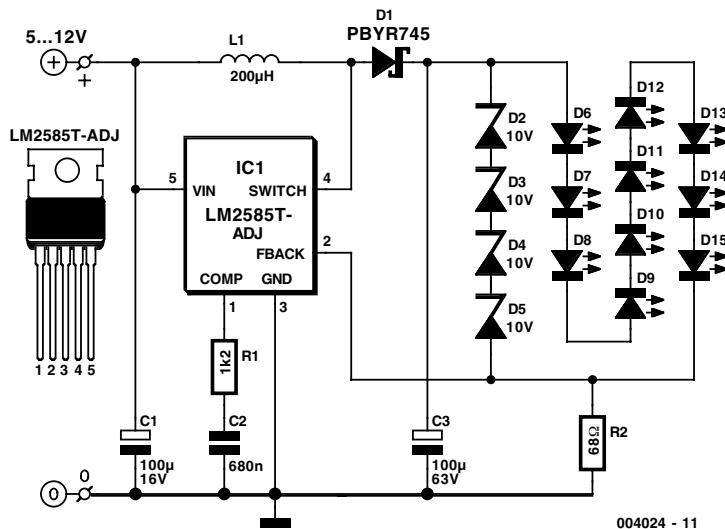 5...12V
+
+
L1
200µH
D1
PBYR745
LM2585T-ADJ
1 2 3 4 5
IC1
LM2585T-
ADJ
5
VIN
SWITCH
4
FBACK
2
COMP
GND
1
3
R1
1k2
C1
100µ
16V
C2
680n
C3
100µ
63V
D2
10V
D3
10V
D4
10V
D5
10V
D6
D7
D8
D12
D11
D10
D9
D13
D14
D15
R2
68Ω
0
0
004024 - 11